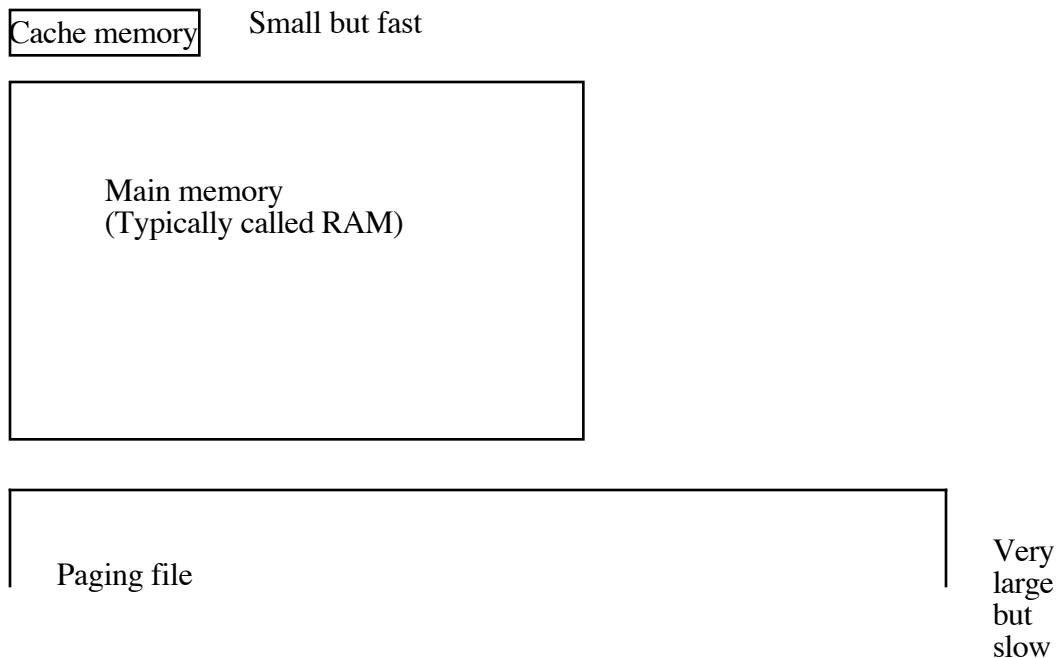 Cache memory
Small but fast
Main memory
(Typically called RAM)
Paging file
Very
large
but
slow